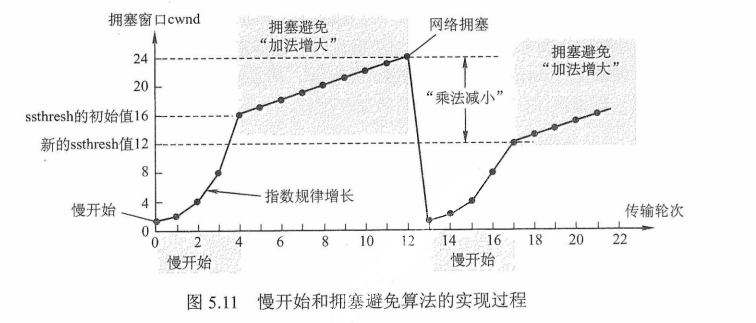 拥塞窗口cwnd
拥塞避免
“加法增大”
网络拥塞
拥塞避免
“加法增大”
24
20
ssthresh的初始值16
“乘法减小”
新的ssthresh值12
8
4
指数规律增长
慢开始
传输轮次
0
0 2 4 6 8 10 12 14 16 18 20 22
慢开始
慢开始
图 5.11 慢开始和拥塞避免算法的实现过程